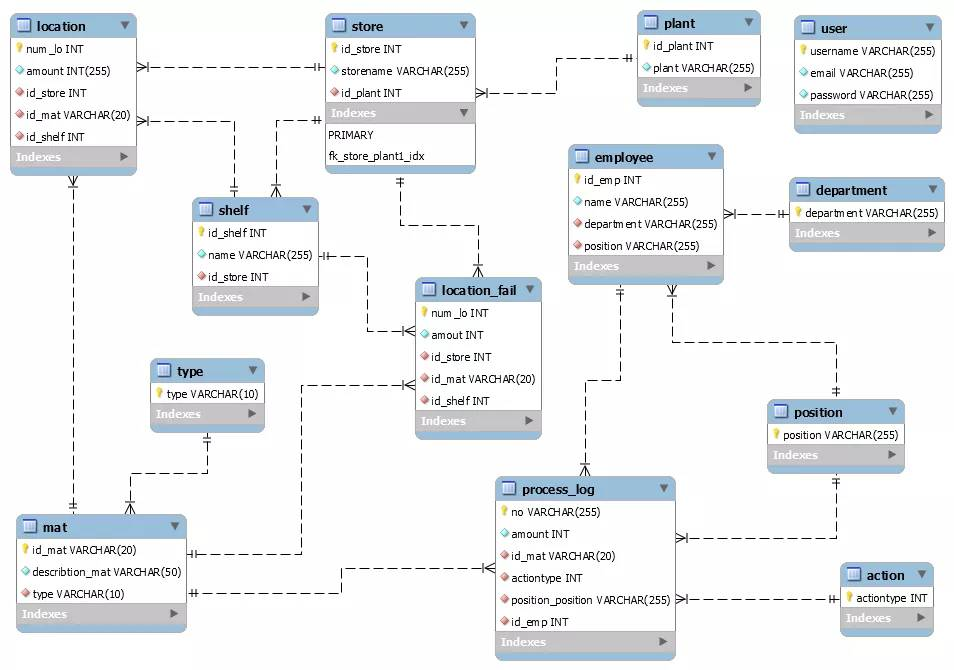 location
num_lo INT
amount INT(255)
id_store INT
id_mat VARCHAR(20)
id_shelf INT
Indexes
store
id_store INT
storename VARCHAR(255)
id_plant INT
Indexes
PRIMARY
fk_store_plant1_idx
plant
id_plant INT
plant VARCHAR(255)
Indexes
user
username VARCHAR(255)
email VARCHAR(255)
password VARCHAR(255)
Indexes
employee
id_emp INT
name VARCHAR(255)
department VARCHAR(255)
position VARCHAR(255)
Indexes
department
department VARCHAR(255)
Indexes
shelf
id_shelf INT
name VARCHAR(255)
id_store INT
Indexes
location_fail
num_lo INT
amout INT
id_store INT
id_mat VARCHAR(20)
id_shelf INT
Indexes
type
type VARCHAR(10)
Indexes
position
position VARCHAR(255)
Indexes
mat
id_mat VARCHAR(20)
describtion_mat VARCHAR(50)
type VARCHAR(10)
Indexes
process_log
no VARCHAR(255)
amount INT
id_mat VARCHAR(20)
actiontype INT
position_position VARCHAR(255)
id_emp INT
Indexes
action
actiontype INT
Indexes